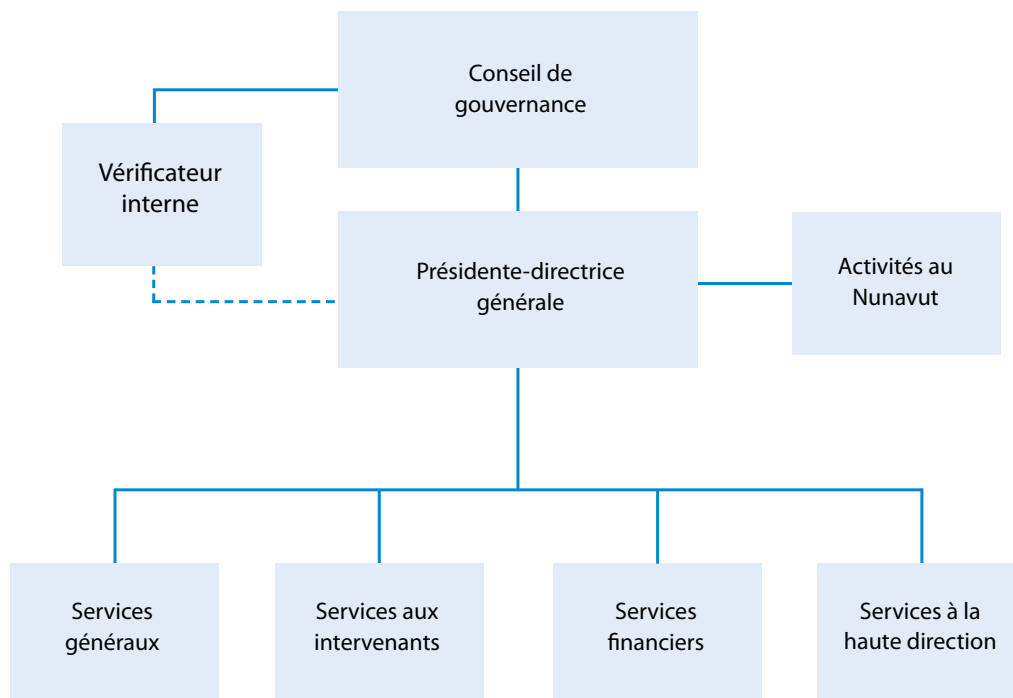 Conseil de
gouvernance
Vérificateur
interne
Présidente-directrice
générale
Activités au
Nunavut
Services
généraux
Services aux
intervenants
Services
financiers
Services à la
haute direction